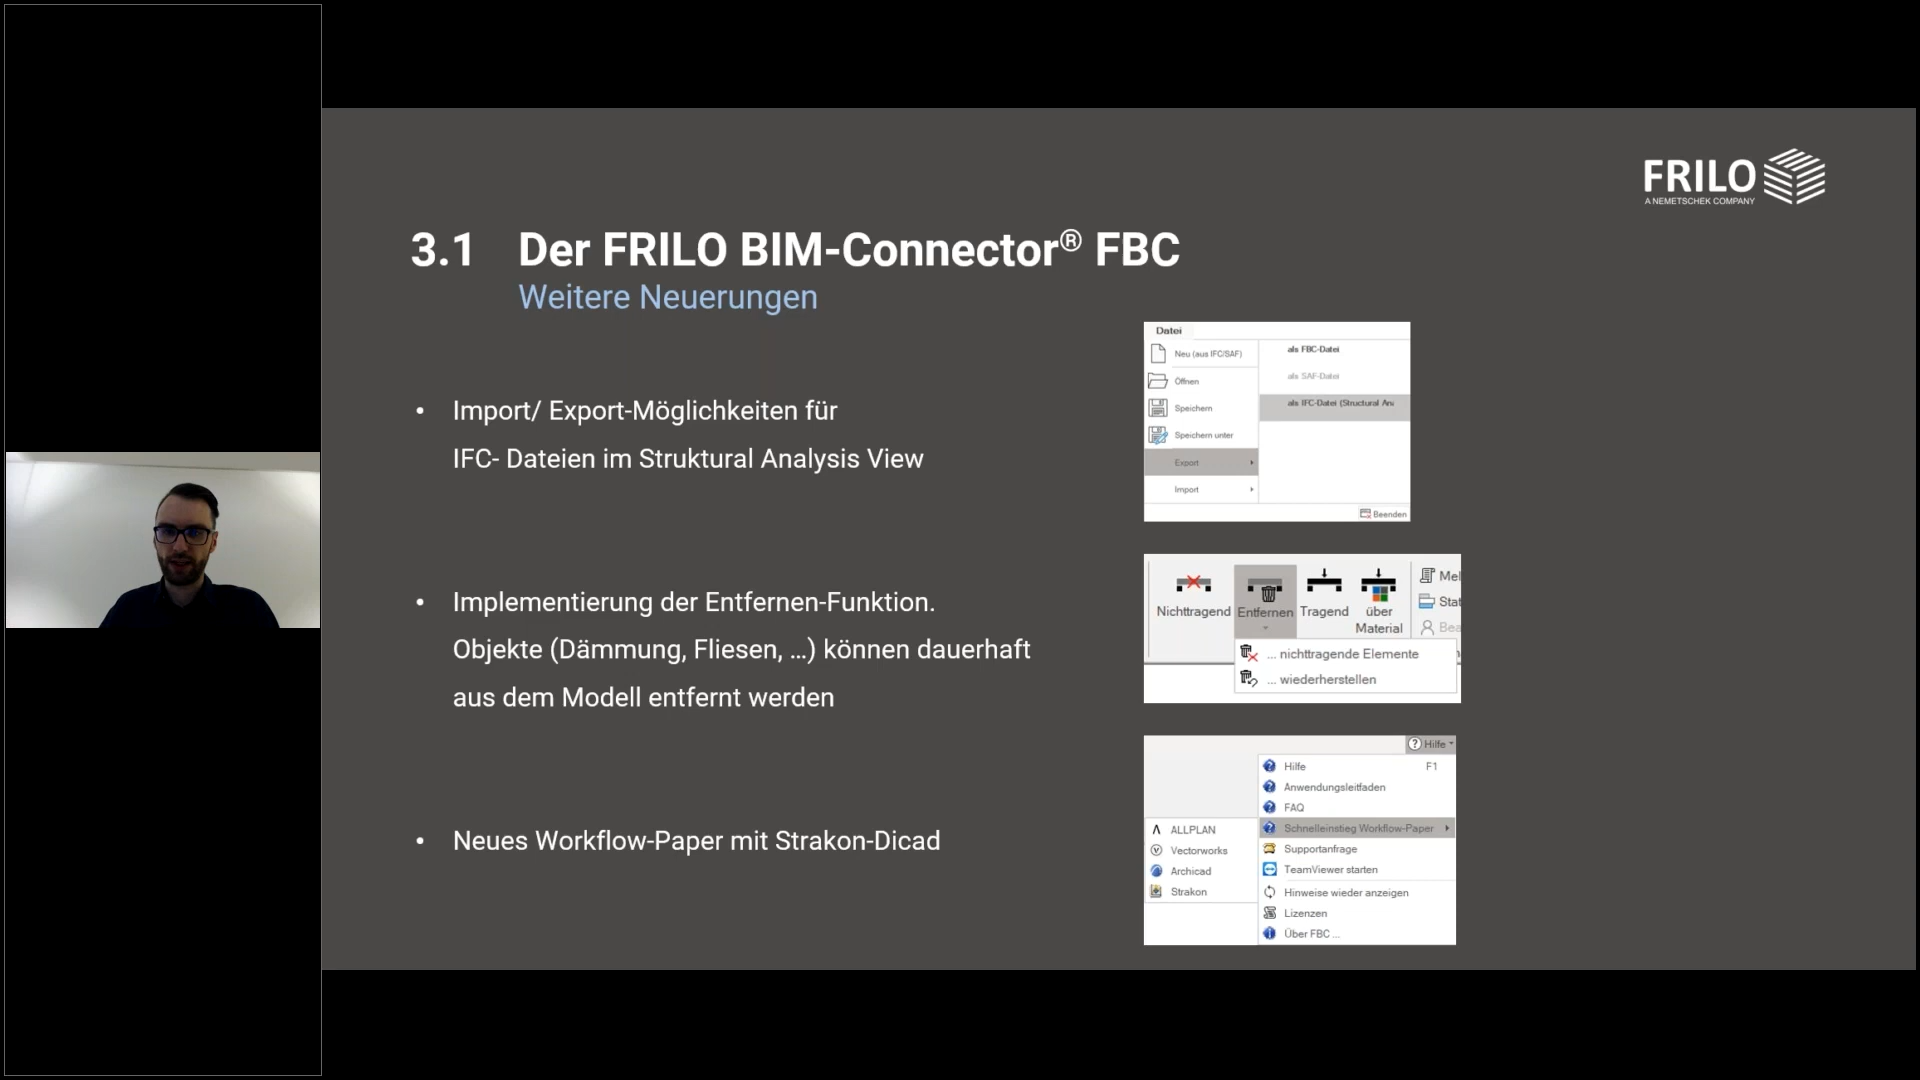 FRILO
A NEMETSCHEK COMPANY
3.1 Der FRILO BIM-Connector® FBC
Weitere Neuerungen
• Import/ Export-Möglichkeiten für
IFC- Dateien im Struktural Analysis View
• Implementierung der Entfernen-Funktion.
Objekte (Dämmung, Fliesen, ...) können dauerhaft
aus dem Modell entfernt werden
• Neues Workflow-Paper mit Strakon-Dicad
Datei
Neu (aus IFC/SAF)
Öffnen
Speichern
Speichern unter
Export
Import
als FBC-Datei
als SAF-Datei
als IFC-Datei (Structural
Beenden
Nichttragend
Entfernen
Tragend
über
Material
... nichttragende Elemente
... wiederherstellen
Hilfe
Hilfe F1
Anwendungsleitfaden
FAQ
Schnelleinstieg Workflow-Paper
Supportanfrage
TeamViewer starten
Hinweise wieder anzeigen
Lizenzen
Über FBC ...
ALLPLAN
Vectorworks
Archicad
Strakon